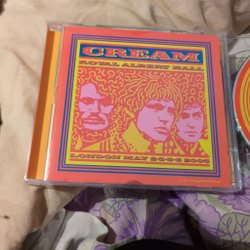 CREAM
ROYAL ALBERT HALL
LONDON MAY 2-3-5-6 2005